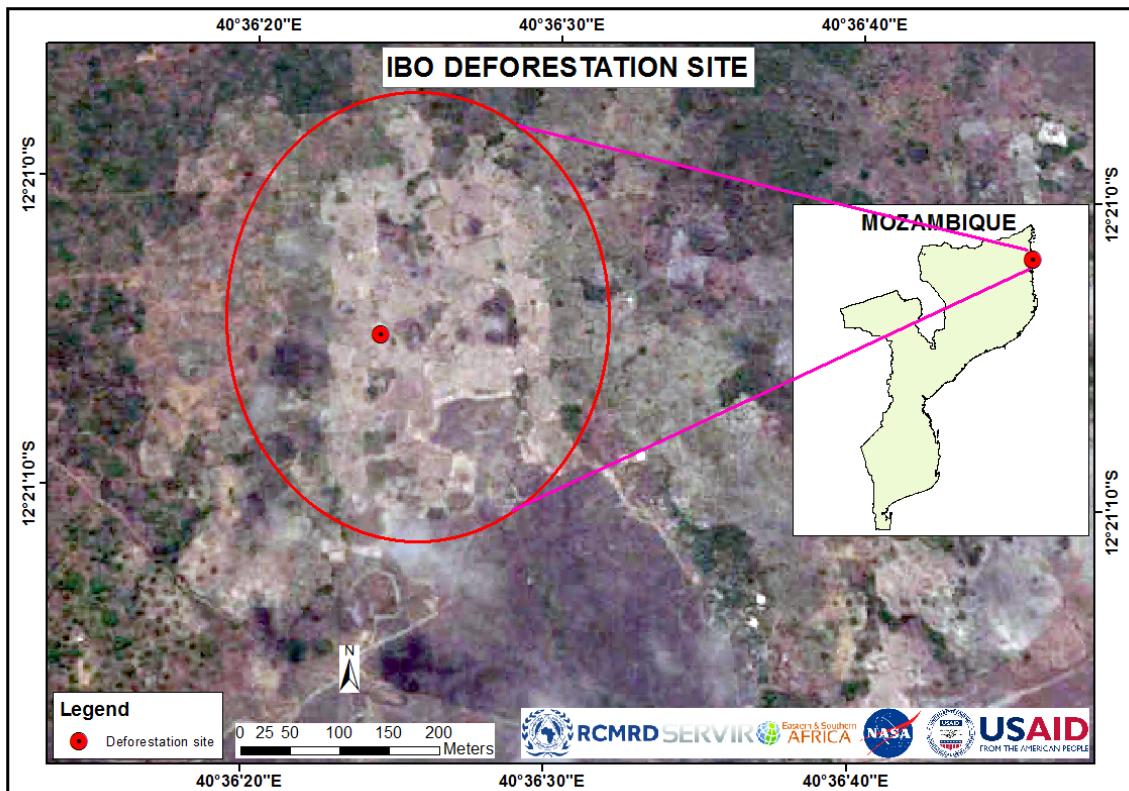 40°36'20"E 40°36'30"E 40°36'40"E
IBO DEFORESTATION SITE
12°21'0"S
12°21'0"S
MOZAMBIQUE
12°21'10"S
12°21'10"S
N
Legend
Deforestation site
0 25 50 100 150 200
Meters
RCMRD SERVIR Eastern & Southern
AFRICA
NASA
USAID
USAID
FROM THE AMERICAN PEOPLE
40°36'20"E 40°36'30"E 40°36'40"E